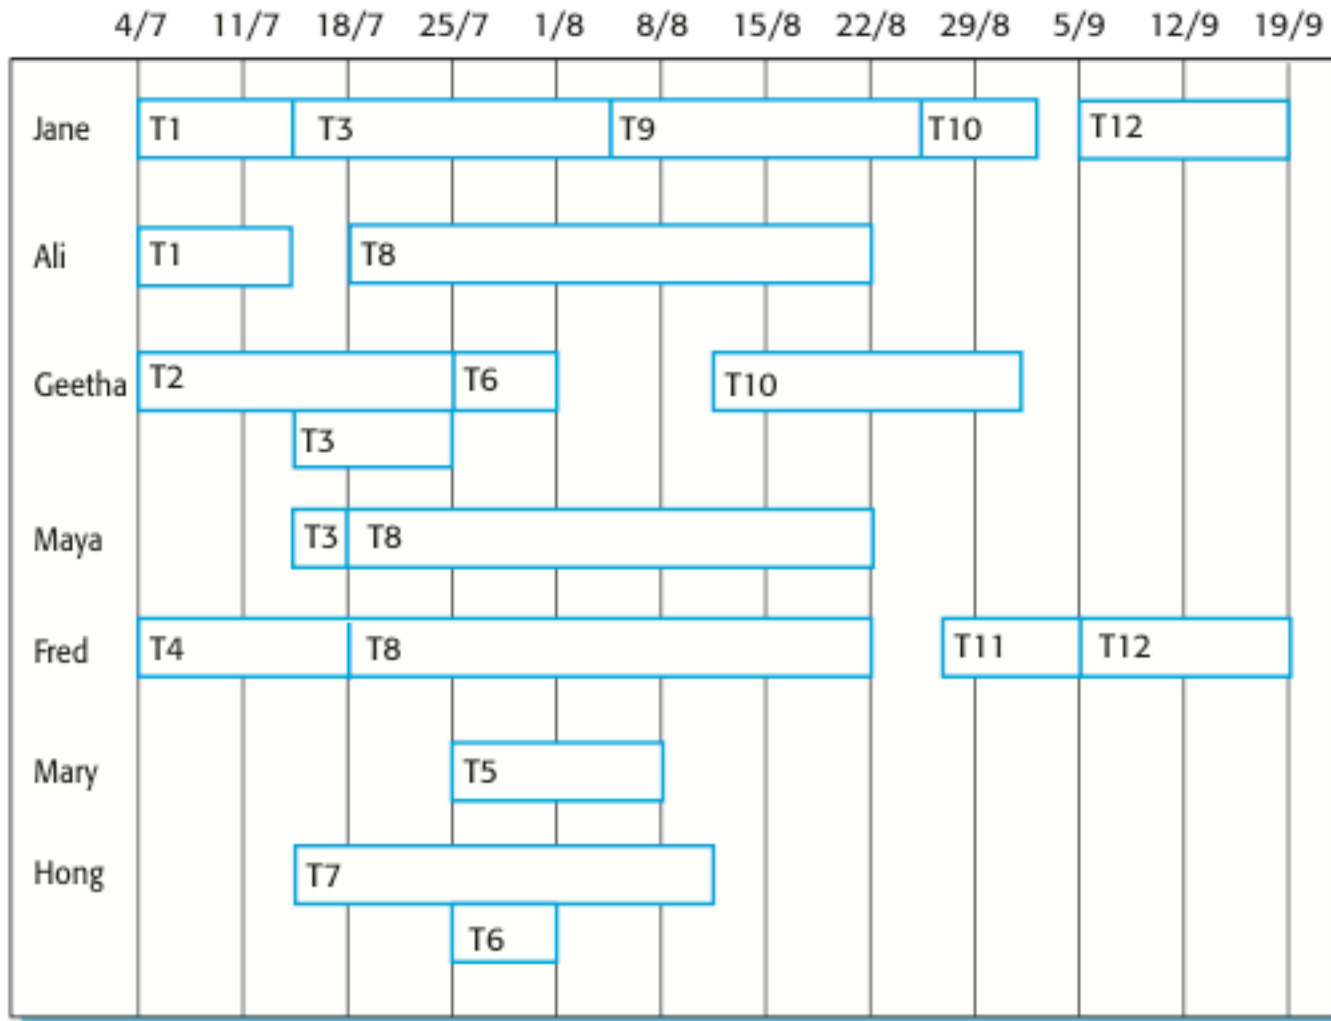 4/7 11/7 18/7 25/7 1/8 8/8 15/8 22/8 29/8 5/9 12/9 19/9
Jane T1 T3 T9 T10 T12
Ali T1 T8
Geetha T2 T6 T10
T3
Maya T3 T8
Fred T4 T8 T11 T12
Mary T5
Hong T7
T6